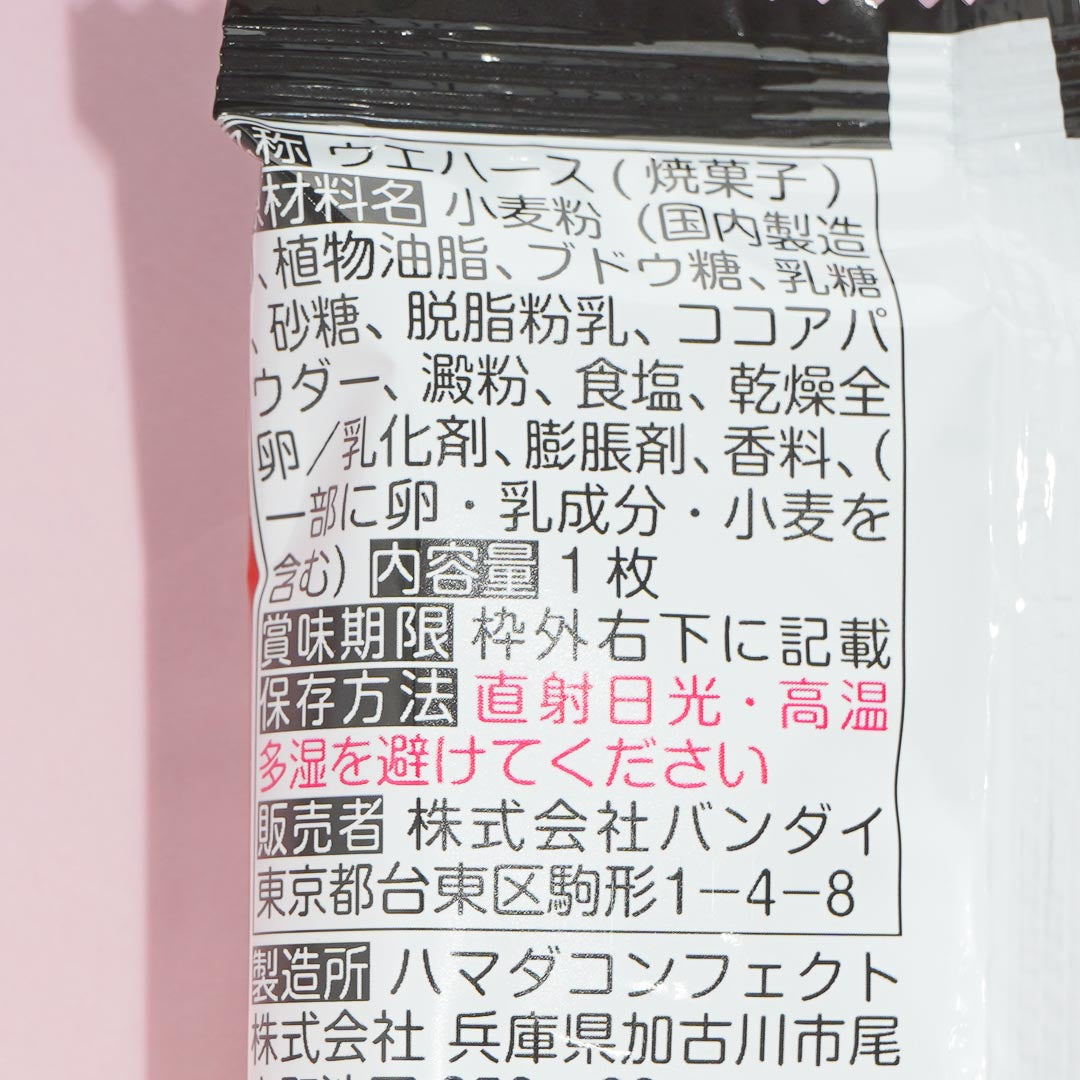 称 ウエハース(焼菓子)
材料名 小麦粉(国内製造
、植物油脂、ブドウ糖、乳糖
、砂糖、脱脂粉乳、ココアパ
ウダー、澱粉、食塩、乾燥全
卵/乳化剤、膨脹剤、香料、(
一部に卵・乳成分・小麦を
含む) 内容量 1枚
賞味期限 枠外右下に記載
保存方法 直射日光・高温
多湿を避けてください
販売者 株式会社バンダイ
東京都台東区駒形1-4-8
製造所 ハマダコンフェクト
株式会社 兵庫県加古川市尾